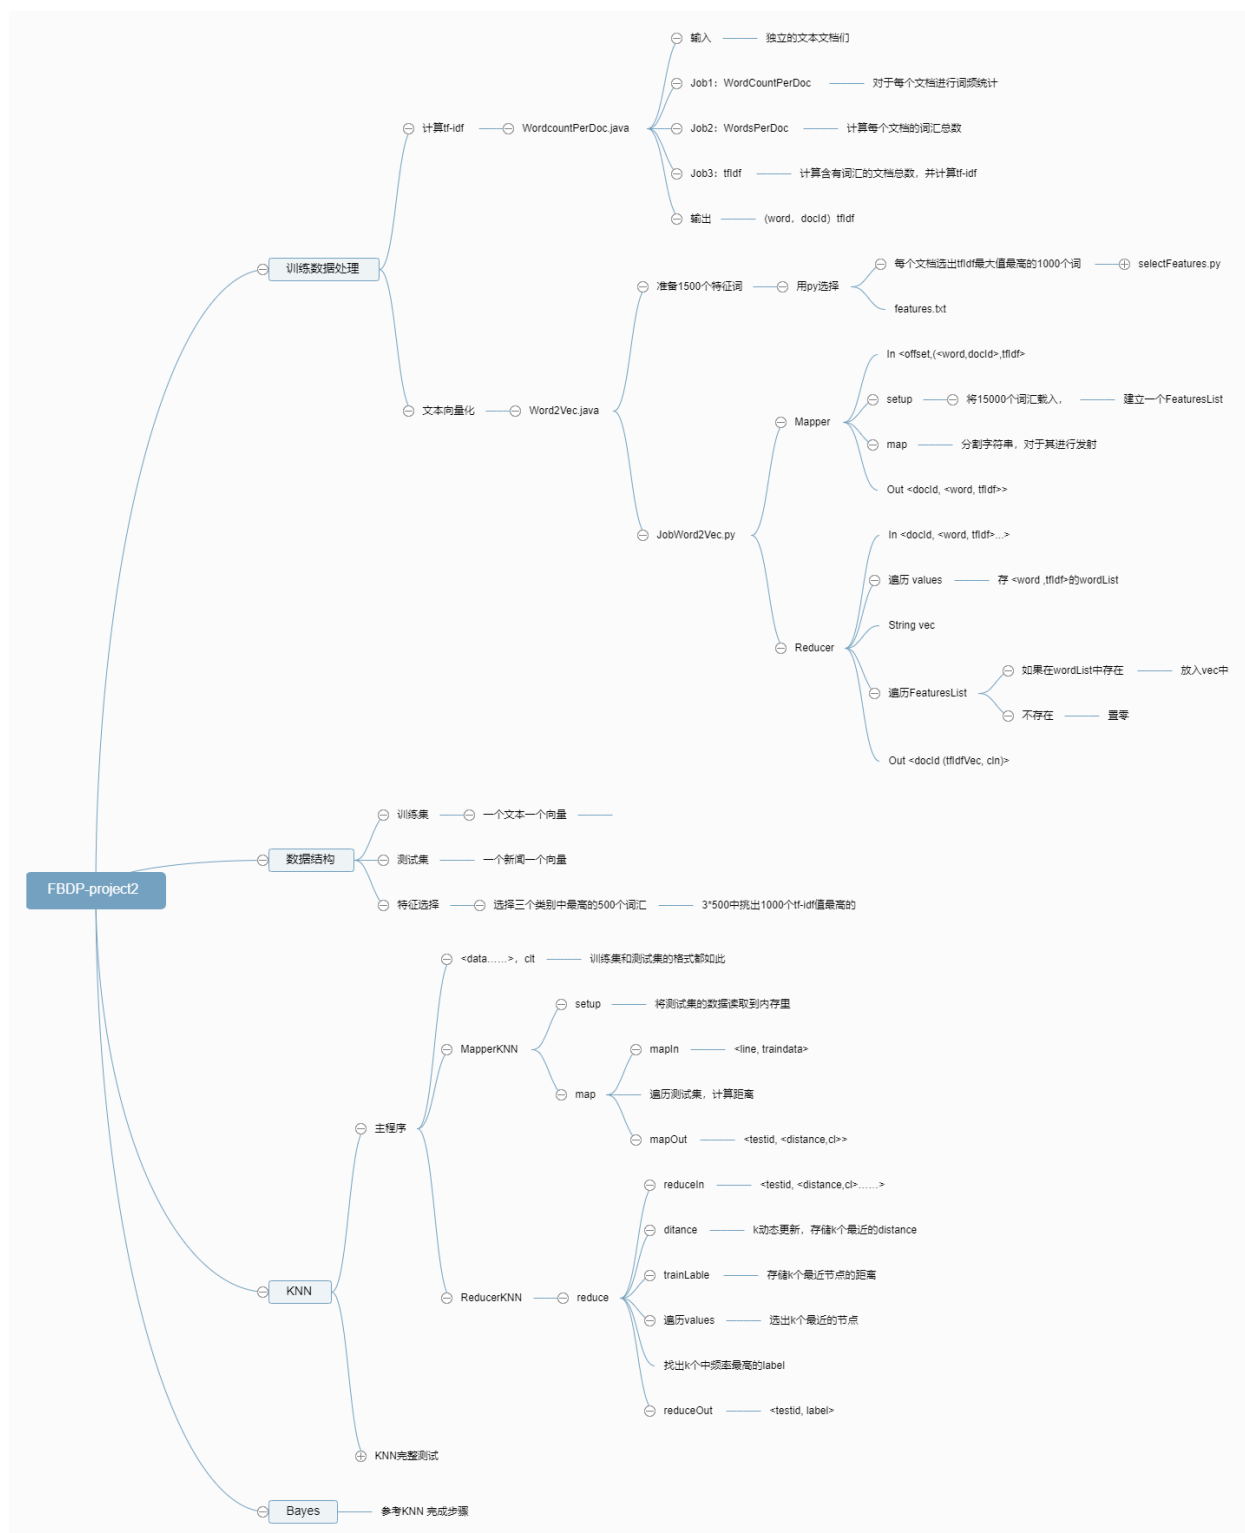 FBDP-project2
训练数据处理
计算tf-idf
WordcountPerDoc.java
输入
独立的文本文档们
Job1：WordCountPerDoc
对于每个文档进行词频统计
Job2：WordsPerDoc
计算每个文档的词汇总数
Job3：tfIdf
计算含有词汇的文档总数，并计算tf-idf
输出
(word，docId）tfIdf
文本向量化
Word2Vec.java
准备1500个特征词
用py选择
每个文档选出tfIdf最大值最高的1000个词
selectFeatures.py
features.txt
JobWord2Vec.py
Mapper
In <offset,(<word,docId>,tfIdf>
setup
将15000个词汇载入，
建立一个FeaturesList
map
分割字符串，对于其进行发射
Out <docId, <word, tfIdf>>
Reducer
In <docId, <word, tfIdf>...>
遍历 values
存 <word ,tfIdf>的wordList
String vec
遍历FeaturesList
如果在wordList中存在
放入vec中
不存在
置零
Out <docId (tfIdfVec, cln)>
数据结构
训练集
一个文本一个向量
测试集
一个新闻一个向量
特征选择
选择三个类别中最高的500个词汇
3*500中挑出1000个tf-idf值最高的
KNN
主程序
<data……>，clt
训练集和测试集的格式都如此
MapperKNN
setup
将测试集的数据读取到内存里
map
mapIn
<line, traindata>
遍历测试集，计算距离
mapOut
<testid, <distance,cl>>
ReducerKNN
reduce
reduceIn
<testid, <distance,cl>……>
ditance
k动态更新，存储k个最近的distance
trainLable
存储k个最近节点的距离
遍历values
选出k个最近的节点
找出k个中频率最高的label
reduceOut
<testid, label>
KNN完整测试
Bayes
参考KNN 完成步骤